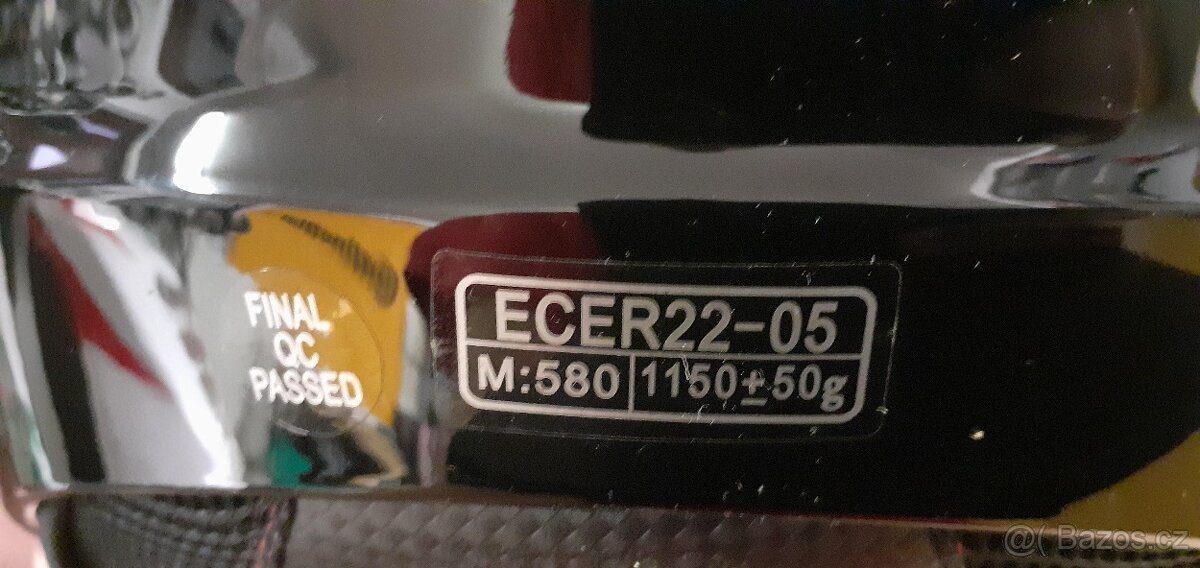 FINAL
QC
PASSED
ECER22-05
M:580 1150±50g
@( Bazos.cz